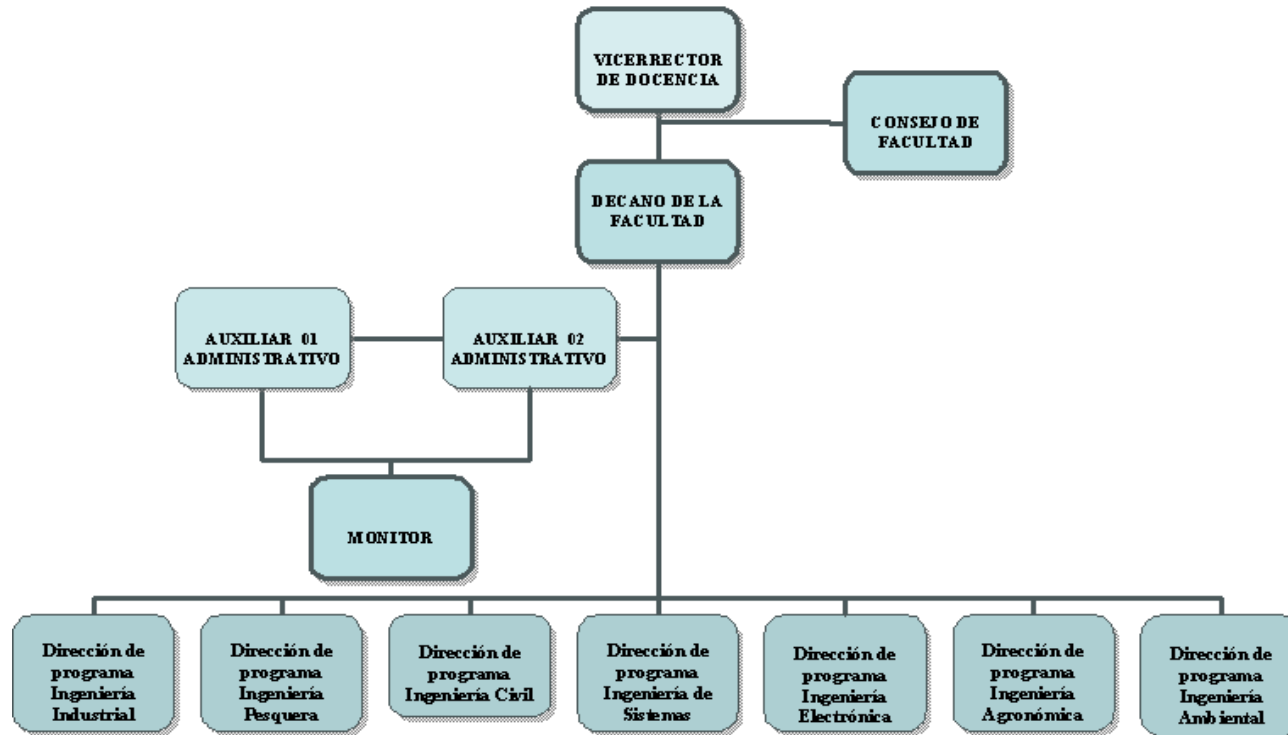 VICERRECTOR
DE DOCENCIA
CONSEJO DE
FACULTAD
DECANO DE LA
FACULTAD
AUXILIAR 01
ADMINISTRATIVO
AUXILIAR 02
ADMINISTRATIVO
MONITOR
Dirección de
programa
Ingeniería
Industrial
Dirección de
programa
Ingeniería
Pesquera
Dirección de
programa
Ingeniería Civil
Dirección de
programa
Ingeniería de
Sistemas
Dirección de
programa
Ingeniería
Electrónica
Dirección de
programa
Ingeniería
Agronómica
Dirección de
programa
Ingeniería
Ambiental